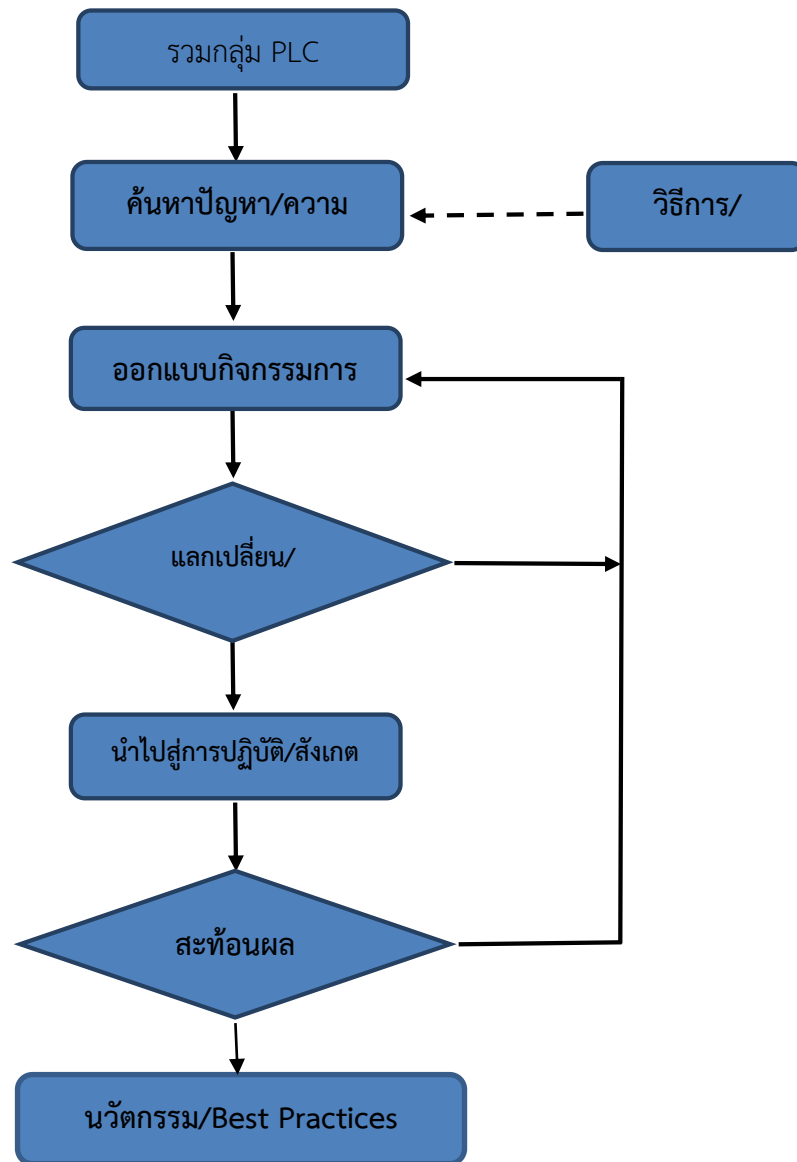 รวมกลุ่ม PLC
ค้นหาปัญหา/ความ
วิธีการ/
ออกแบบกิจกรรมการ
แลกเปลี่ยน/
นำไปสู่การปฏิบัติ/สังเกต
สะท้อนผล
นวัตกรรม/Best Practices